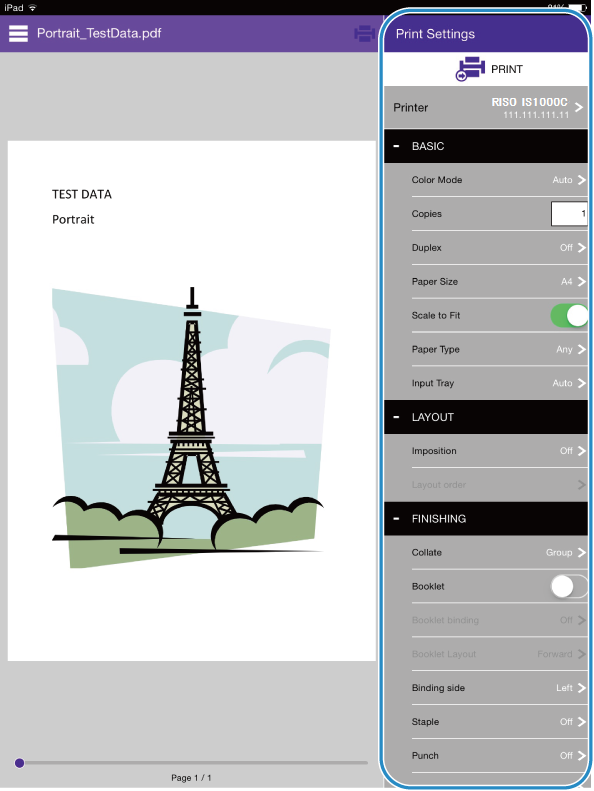 iPad
81%
Portrait_TestData.pdf
Print Settings
PRINT
Printer
RISO IS1000C
111.111.111.11
- BASIC
Color Mode Auto
Copies 1
Duplex Off
Paper Size A4
Scale to Fit
Paper Type Any
Input Tray Auto
- LAYOUT
Imposition Off
Layout order
- FINISHING
Collate Group
Booklet
Booklet binding Off
Booklet Layout Forward
Binding side Left
Staple Off
Punch Off
TEST DATA
Portrait
Page 1 / 1